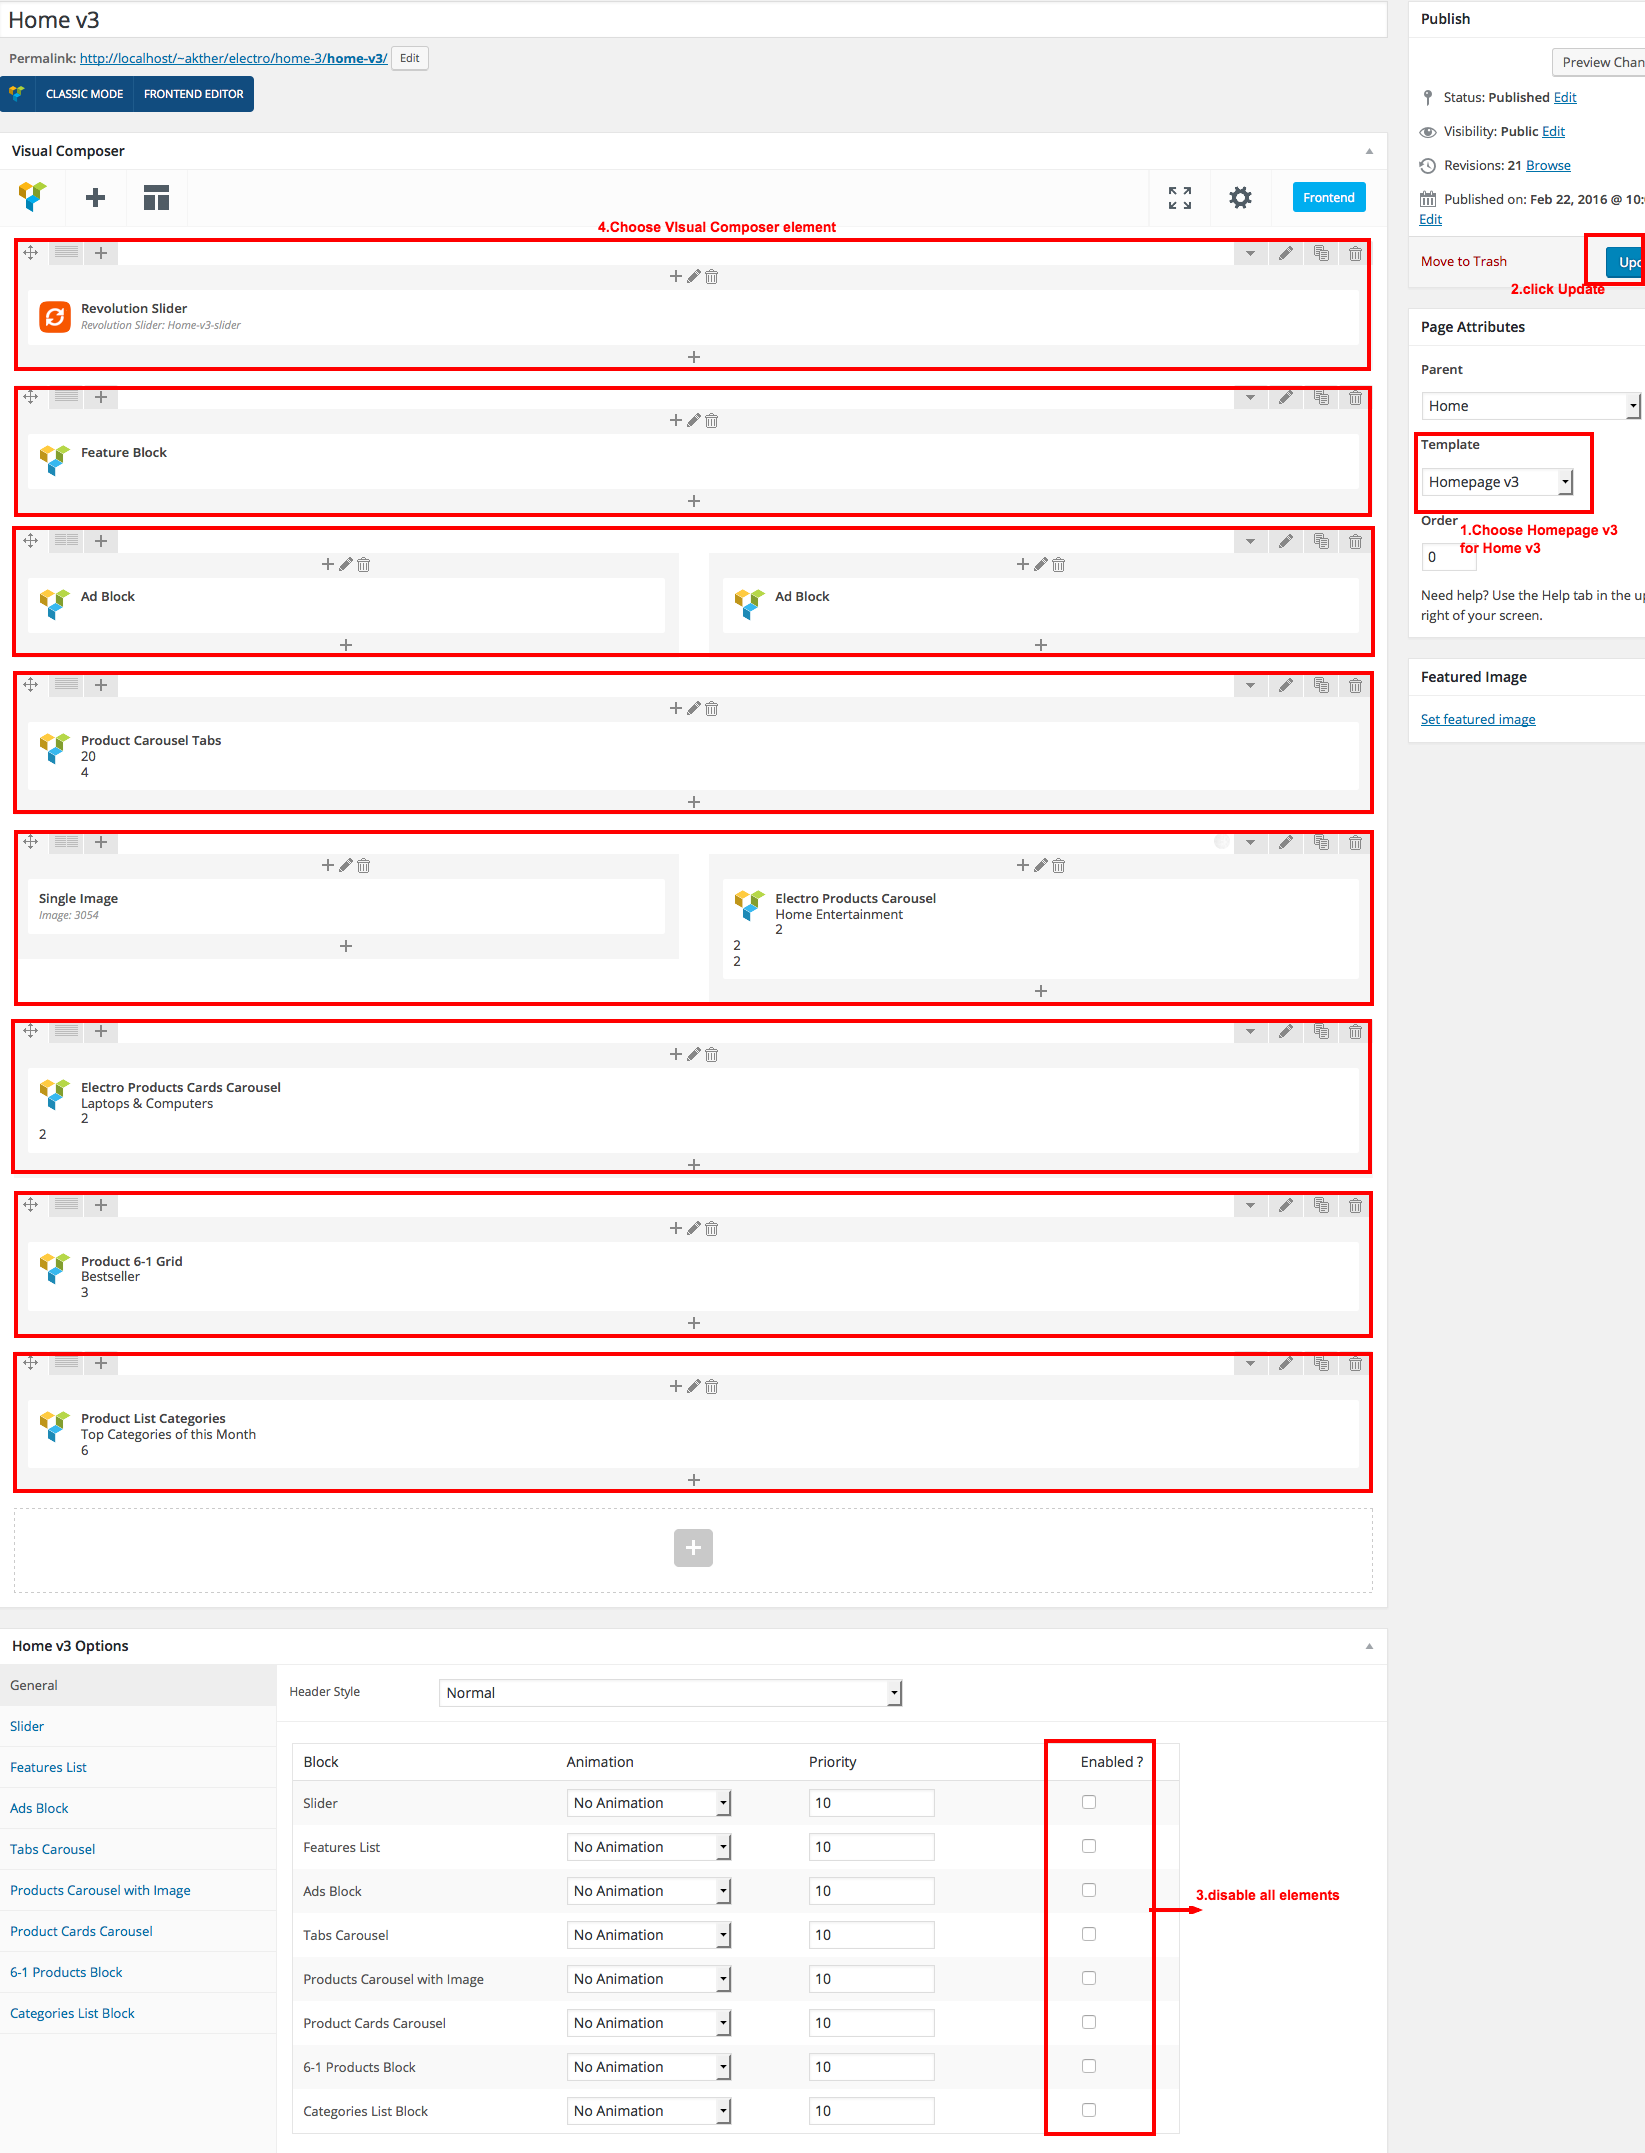 Home v3
Permalink: http://localhost/~akther/electro/home-3/home-v3/ Edit
CLASSIC MODE FRONTEND EDITOR
Visual Composer
Frontend
4.Choose VIsual Composer element
Revolution Slider
Revolution Slider: Home-v3-slider
Feature Block
Ad Block
Ad Block
Product Carousel Tabs
20
4
Single Image
Image: 3054
Electro Products Carousel
Home Entertainment
2
2
2
Electro Products Cards Carousel
Laptops & Computers
2
2
Product 6-1 Grid
Bestseller
3
Product List Categories
Top Categories of this Month
6
Publish
Preview Chan
Status: Published Edit
Visibility: Public Edit
Revisions: 21 Browse
Published on: Feb 22, 2016 @ 10:
Edit
Move to Trash
Upd
2.click Update
Page Attributes
Parent
Home
Template
Homepage v3
Order
1.Choose Homepage v3
for Home v3
0
Need help? Use the Help tab in the up
right of your screen.
Featured Image
Set featured image
Home v3 Options
General
Slider
Features List
Ads Block
Tabs Carousel
Products Carousel with Image
Product Cards Carousel
6-1 Products Block
Categories List Block
Header Style Normal
Block Animation Priority Enabled ?
Slider No Animation 10
Features List No Animation 10
Ads Block No Animation 10
3.disable all elements
Tabs Carousel No Animation 10
Products Carousel with Image No Animation 10
Product Cards Carousel No Animation 10
6-1 Products Block No Animation 10
Categories List Block No Animation 10